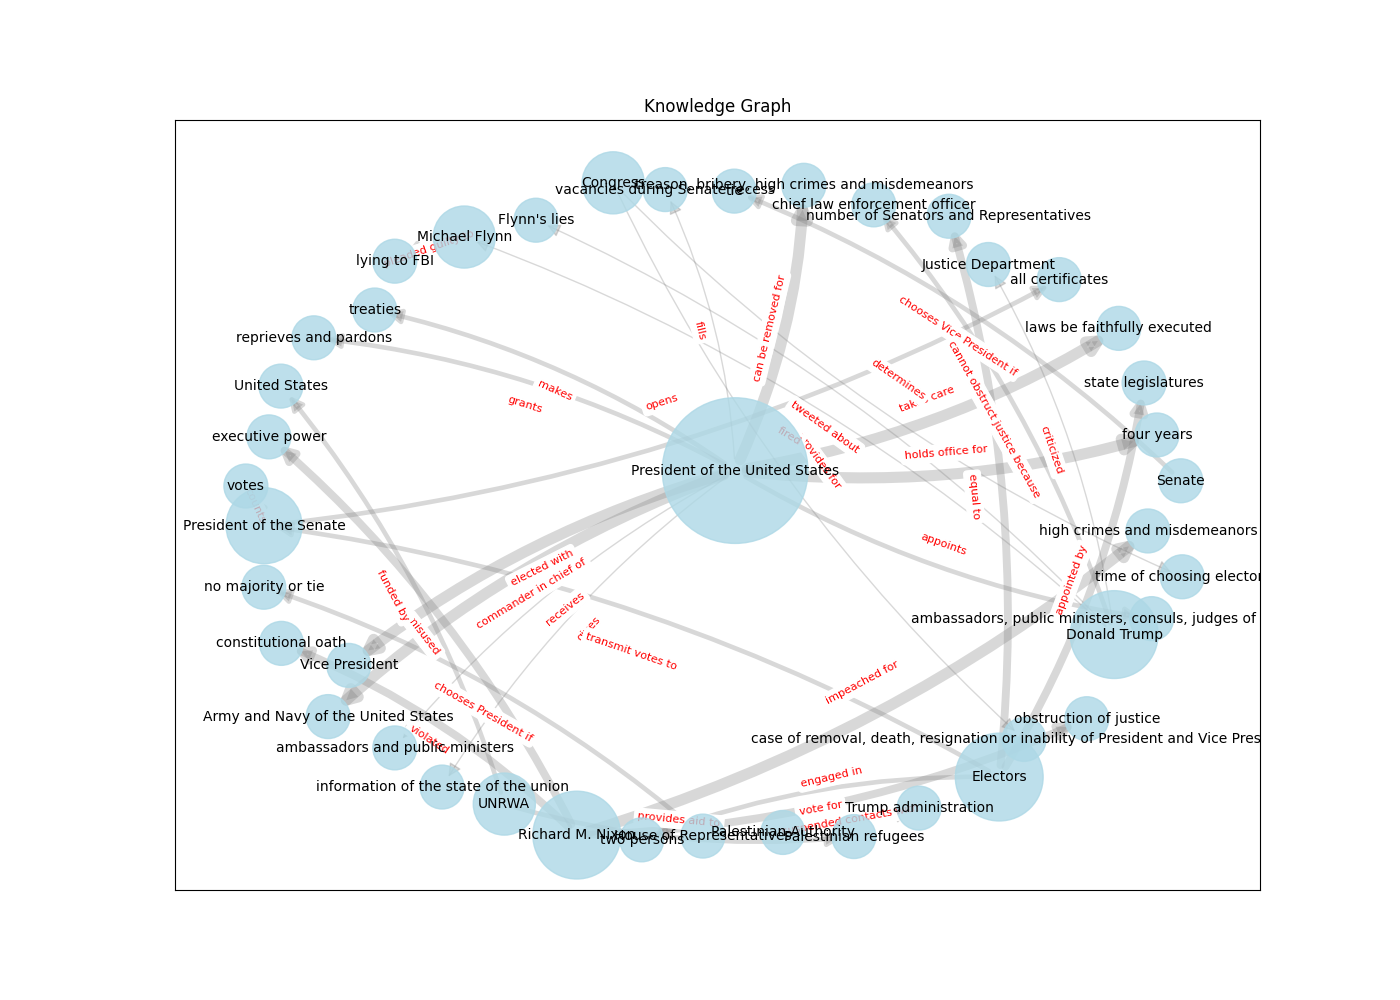 Knowledge Graph
Congress
treason, bribery, high crimes and misdemeanors
vacancies during Senate recess
tie
chief law enforcement officer
number of Senators and Representatives
Flynn's lies
Michael Flynn
lying to FBI
Justice Department
all certificates
treaties
reprieves and pardons
laws be faithfully executed
United States
state legislatures
executive power
four years
votes
President of the United States
Senate
President of the Senate
high crimes and misdemeanors
no majority or tie
time of choosing elector
ambassadors, public ministers, consuls, judges of
Donald Trump
constitutional oath
Vice President
Army and Navy of the United States
obstruction of justice
case of removal, death, resignation or inability of President and Vice Pres
ambassadors and public ministers
Electors
information of the state of the union
UNRWA
Trump administration
Richard M. Nixon
House of Representatives
two persons
Palestinian Authority
Palestinian refugees
fills
can be removed for
chooses Vice President if
determines
take care
makes
grants
opens
tweeted about
fired
holds office for
cannot obstruct justice because
criticized
equal to
appoints
appointed by
elected with
commander in chief of
receives
transmit votes to
funded by
misused
impeached for
chooses President if
violated
engaged in
vote for
provides aid to